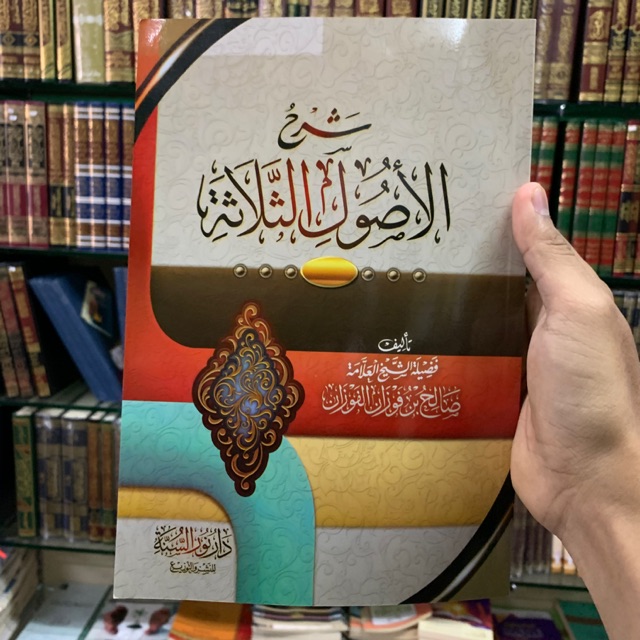 شرح
الأصول الثلاثة
تأليف
فضيلة الشيخ العلامة
صالح بن فوزان الفوزان
دار نور السنة
للنشر والتوزيع